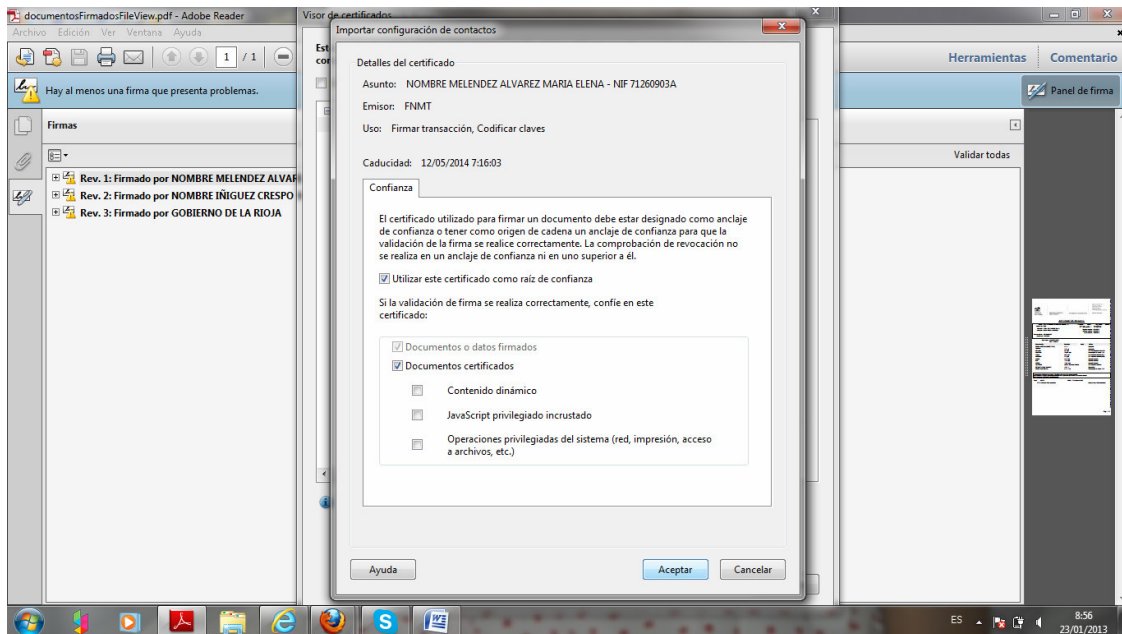 documentosFirmadosFileView.pdf - Adobe Reader
Archivo Edición Ver Ventana Ayuda
1 / 1
Herramientas
Comentario
Hay al menos una firma que presenta problemas.
Panel de firma
Firmas
Validar todas
Rev. 1: Firmado por NOMBRE MELENDEZ ALVAR
Rev. 2: Firmado por NOMBRE IÑIGUEZ CRESPO
Rev. 3: Firmado por GOBIERNO DE LA RIOJA
Visor de certificados
Est
con
Importar configuración de contactos
Detalles del certificado
Asunto: NOMBRE MELENDEZ ALVAREZ MARIA ELENA - NIF 71260903A
Emisor: FNMT
Uso: Firmar transacción, Codificar claves
Caducidad: 12/05/2014 7:16:03
Confianza
El certificado utilizado para firmar un documento debe estar designado como anclaje
de confianza o tener como origen de cadena un anclaje de confianza para que la
validación de la firma se realice correctamente. La comprobación de revocación no
se realiza en un anclaje de confianza ni en uno superior a él.
Utilizar este certificado como raíz de confianza
Si la validación de firma se realiza correctamente, confíe en este
certificado:
Documentos o datos firmados
Documentos certificados
Contenido dinámico
JavaScript privilegiado incrustado
Operaciones privilegiadas del sistema (red, impresión, acceso
a archivos, etc.)
Ayuda
Aceptar
Cancelar
ES
8:56
23/01/2013